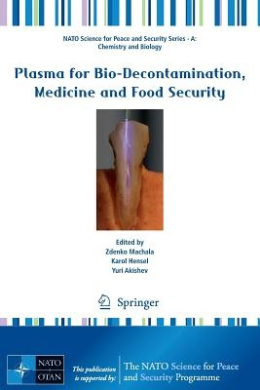 NATO Science for Peace and Security Series - A:
Chemistry and Biology
Plasma for Bio-Decontamination,
Medicine and Food Security
Edited by
Zdenko Machala
Karol Hensel
Yuri Akishev
Springer
NATO
OTAN
This publication
is supported by:
The NATO Science for Peace
and Security Programme